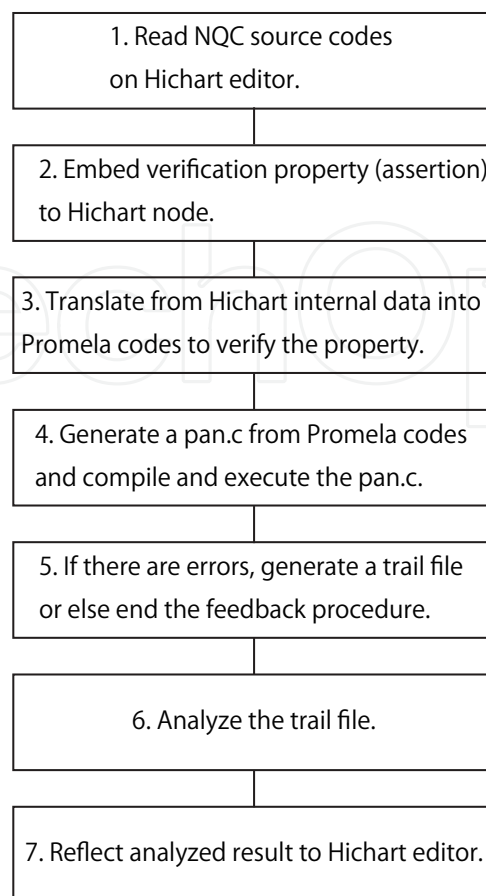 1. Read NQC source codes
on Hichart editor.
2. Embed verification property (assertion)
to Hichart node.
3. Translate from Hichart internal data into
Promela codes to verify the property.
4. Generate a pan.c from Promela codes
and compile and execute the pan.c.
5. If there are errors, generate a trail file
or else end the feedback procedure.
6. Analyze the trail file.
7. Reflect analyzed result to Hichart editor.